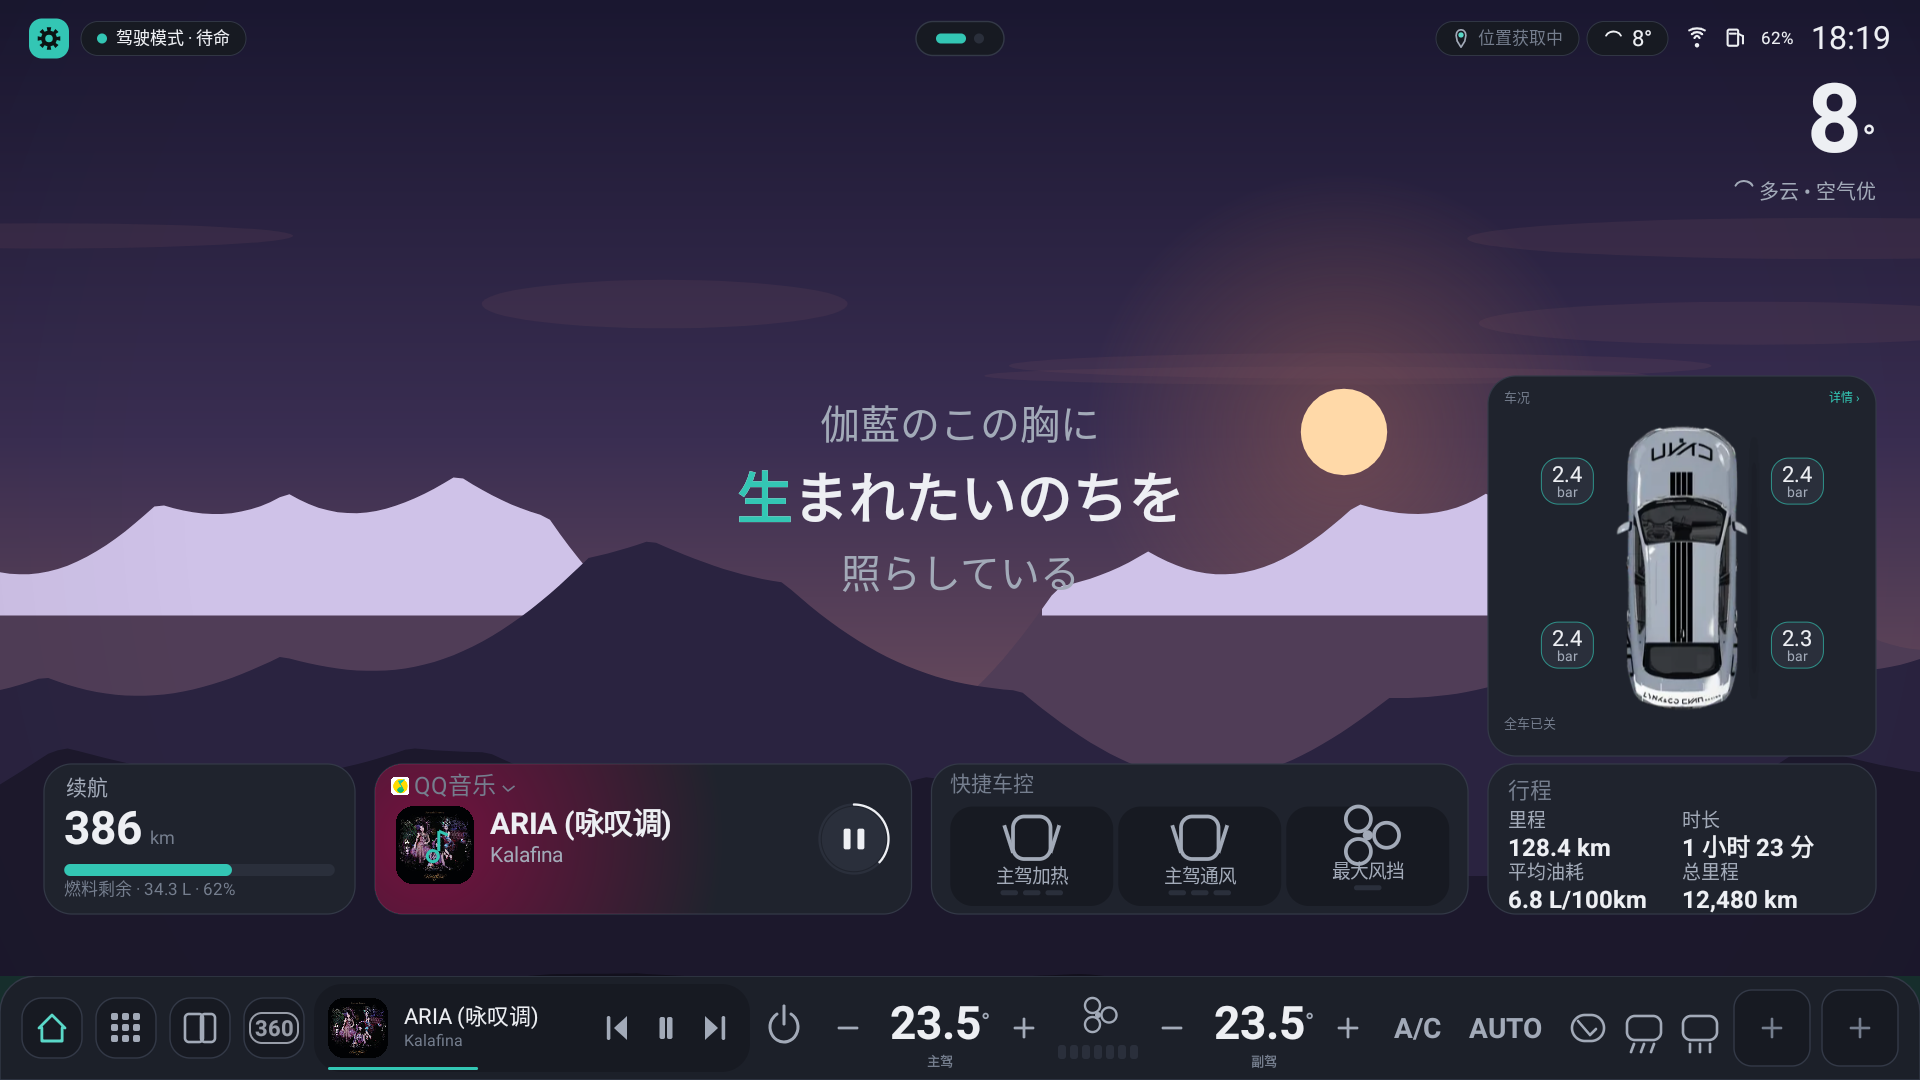 驾驶模式 · 待命
位置获取中
8°
62%
18:19
8°
多云 • 空气优
伽藍のこの胸に
生まれたいのちを
照らしている
车况
详情 ›
2.4
bar
2.4
bar
2.4
bar
2.3
bar
全车已关
续航
386 km
燃料剩余 · 34.3 L · 62%
QQ音乐
ARIA (咏叹调)
Kalafina
快捷车控
主驾加热
主驾通风
最大风挡
行程
里程
128.4 km
时长
1 小时 23 分
平均油耗
6.8 L/100km
总里程
12,480 km
360
ARIA (咏叹调)
Kalafina
23.5°
主驾
23.5°
副驾
A/C
AUTO